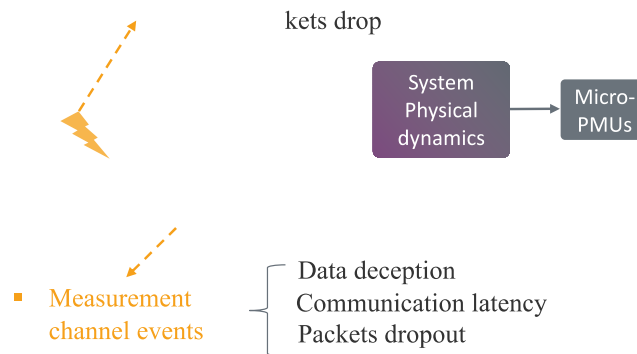 kets drop
System
Physical
dynamics
Micro-
PMUs
Data deception
▪ Measurement
Communication latency
channel events
Packets dropout